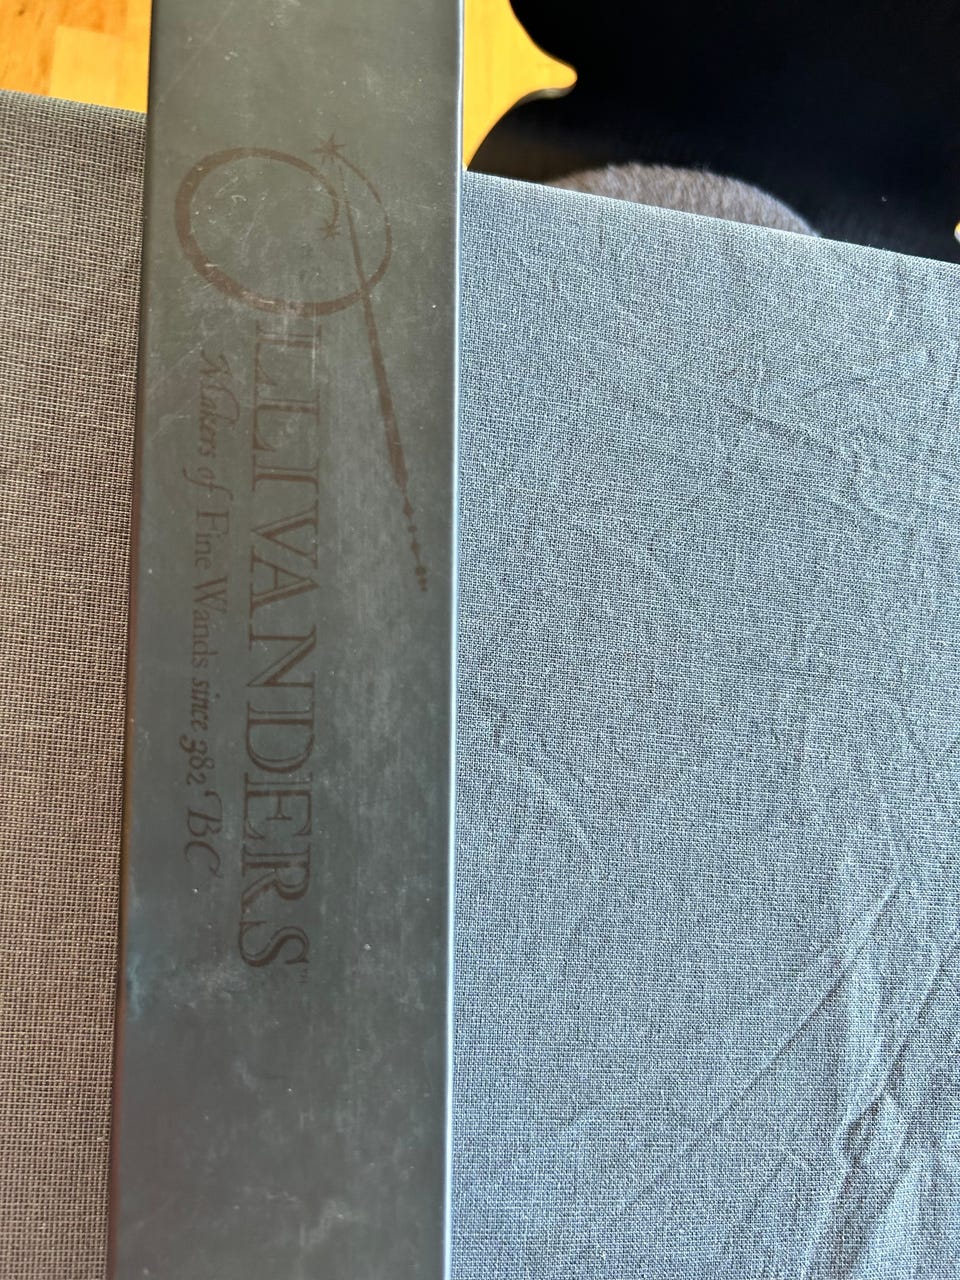 OLLIVANDERS™
Makers of Fine Wands since 382 BC